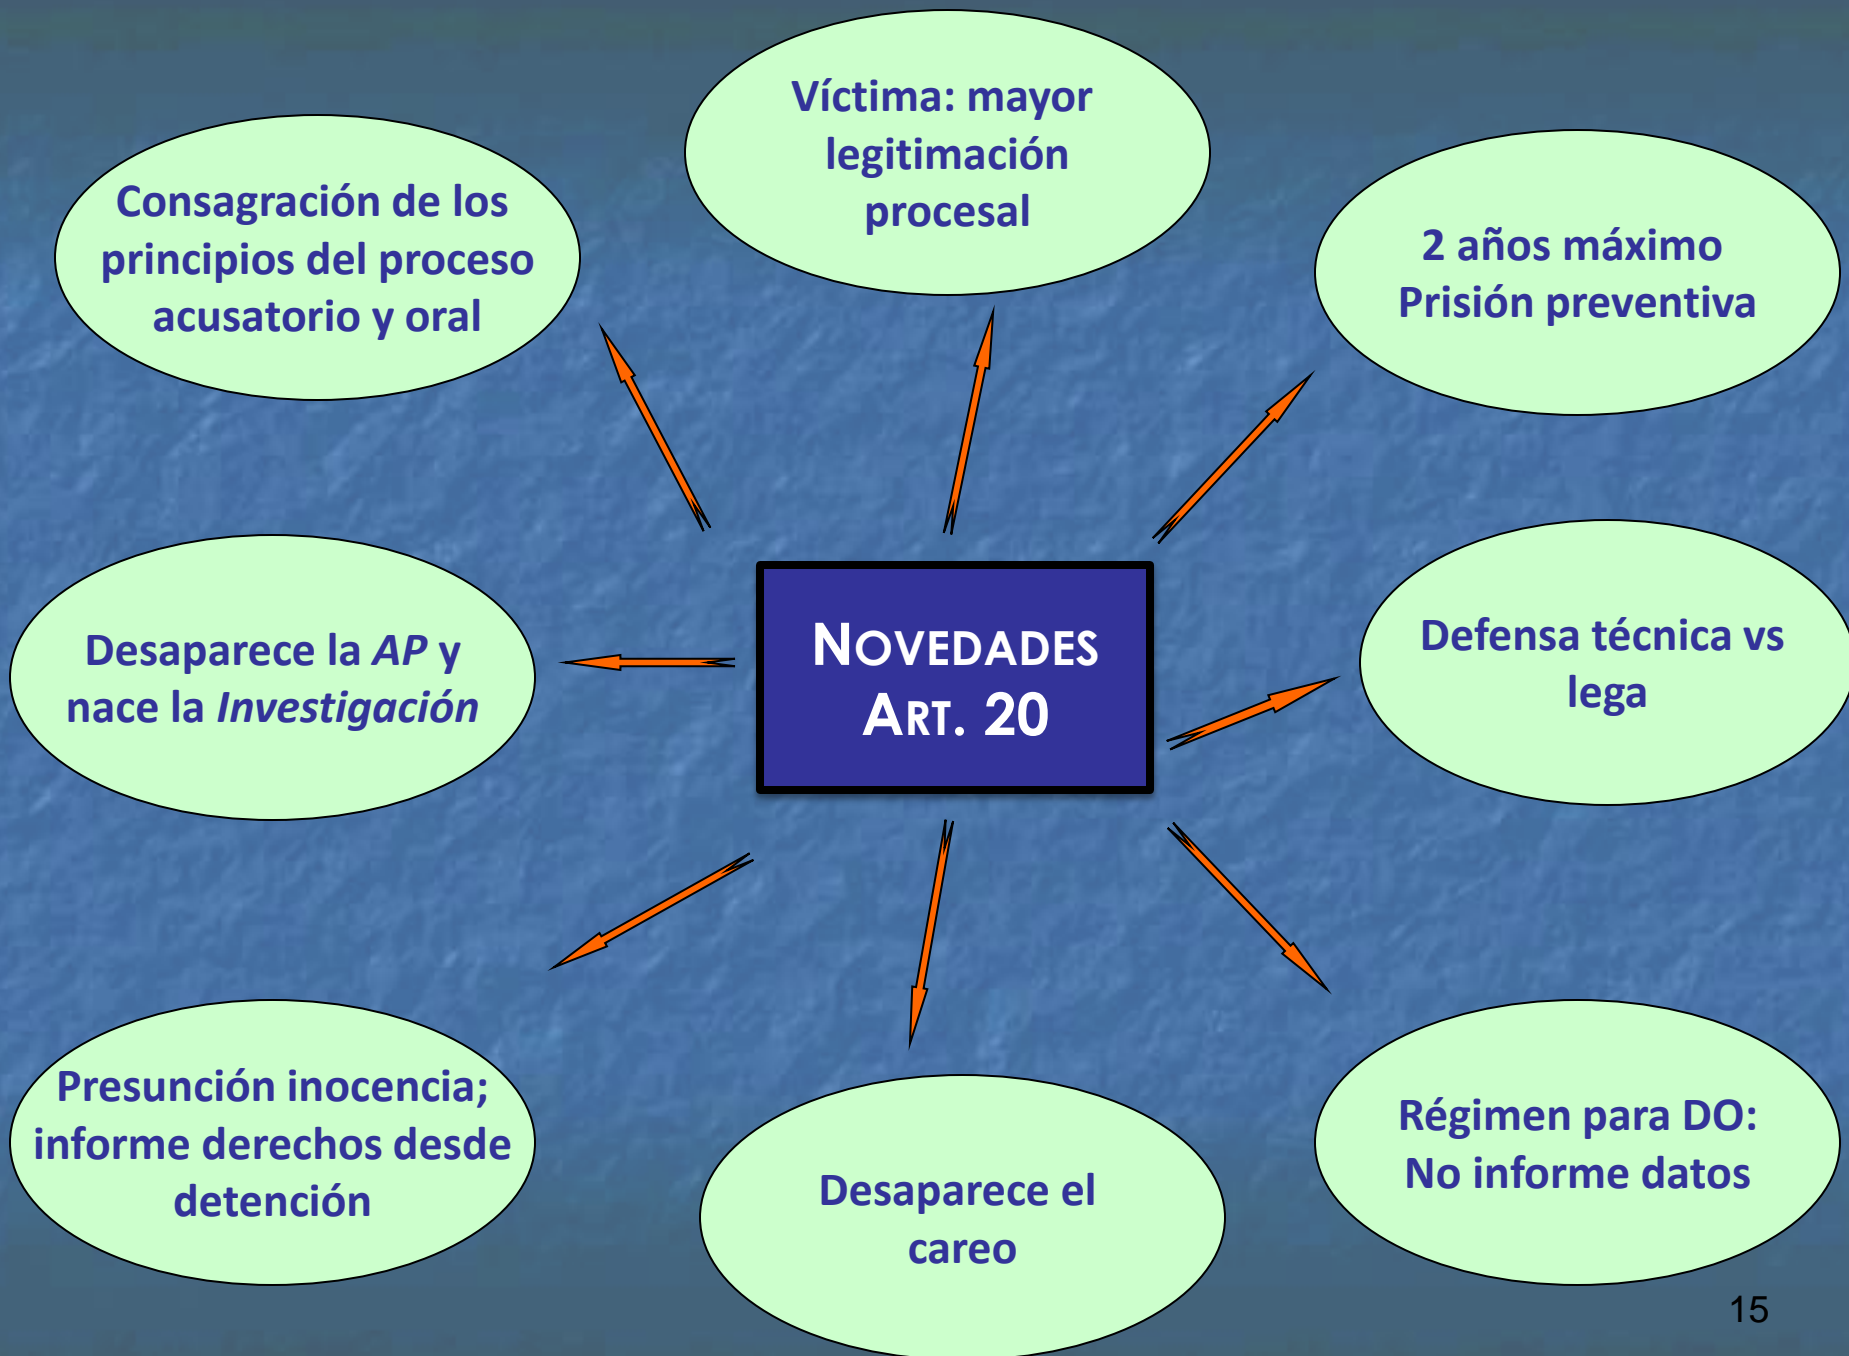 Víctima: mayor
legitimación
procesal
Consagración de los
principios del proceso
acusatorio y oral
2 años máximo
Prisión preventiva
Desaparece la AP y
nace la Investigación
NOVEDADES
ART. 20
Defensa técnica vs
lega
Presunción inocencia;
informe derechos desde
detención
Desaparece el
careo
Régimen para DO:
No informe datos
15